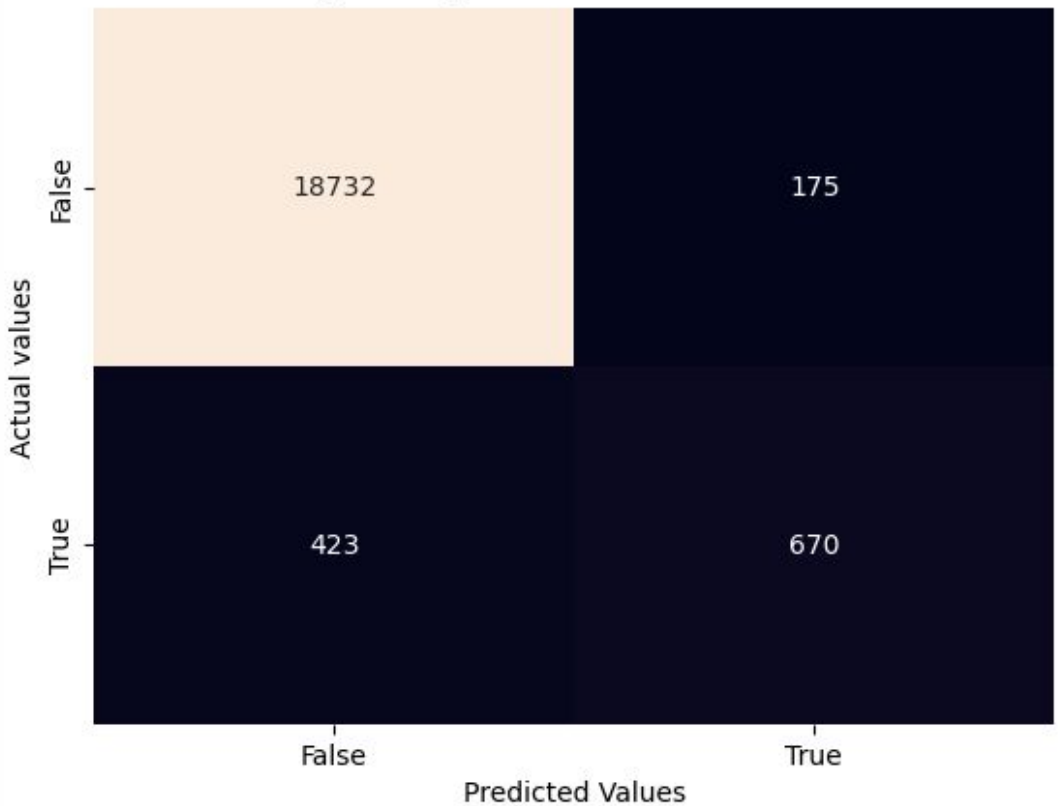 False
18732
175
Actual values
True
423
670
False
True
Predicted Values